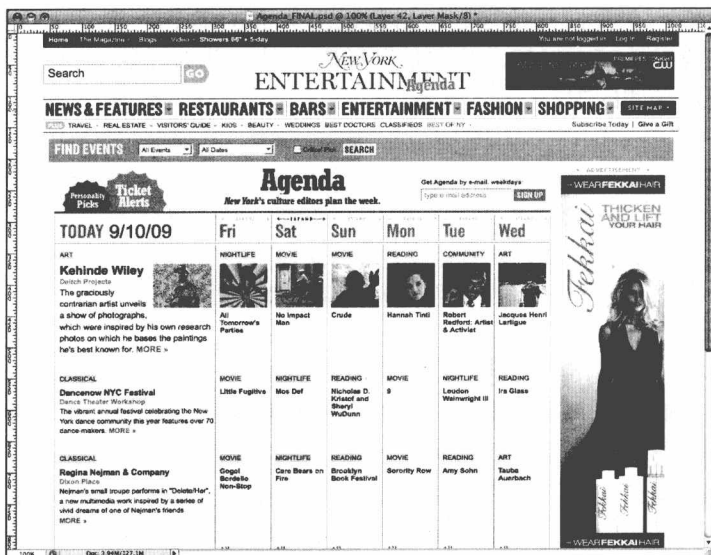 Agenda_FINAL.psd @ 100% (Layer 42, Layer Mask/8) *
Home The Magazine Blogs Video Showers 66° 5-day You are not logged in Log In Register
Search GO
NEW YORK
ENTERTAINMENT
Agenda
CW
NEWS & FEATURES RESTAURANTS BARS ENTERTAINMENT FASHION SHOPPING SITE MAP
TRAVEL REAL ESTATE VISITORS' GUIDE KIDS BEAUTY WEDDINGS BEST DOCTORS CLASSIFIEDS BEST OF NY Subscribe Today | Give a Gift
FIND EVENTS All Events All Dates Critics' Pick SEARCH
ADVERTISEMENT
Personality Picks
Ticket Alerts
Agenda
New York's culture editors plan the week.
Get Agenda by e-mail weekdays
type e-mail address SIGN UP
WEARFEKKAIHAIR
Fekkai
THICKEN
AND LIFT
YOUR HAIR
TODAY 9/10/09 Fri Sat Sun Mon Tue Wed
ART
Kehinde Wiley
Deitch Projects
The graciously
contrarian artist unveils
a show of photographs,
which were inspired by his own research
photos on which he bases the paintings
he's best known for. MORE »
NIGHTLIFE
All
Tomorrow's
Parties
MOVIE
No Impact
Man
MOVIE
Crude
READING
Hannah Tinti
COMMUNITY
Robert
Redford: Artist
& Activist
ART
Jacques Henri
Lartigue
CLASSICAL
Dancenow NYC Festival
Dance Theater Workshop
The vibrant annual festival celebrating the New
York dance community this year features over 70
dance-makers. MORE »
MOVIE
Little Fugitive
NIGHTLIFE
Mos Def
READING
Nicholas D.
Kristof and
Sheryl
WuDunn
MOVIE
9
NIGHTLIFE
Loudon
Wainwright III
READING
Ira Glass
CLASSICAL
Regina Nejman & Company
Dixon Place
Nejman's small troupe performs in "Delete/Her",
a new multimedia work inspired by a series of
vivid dreams of one of Nejman's friends
MORE »
MOVIE
Gogol
Bordello
Non-Stop
NIGHTLIFE
Care Bears on
Fire
READING
Brooklyn
Book Festival
MOVIE
Sorority Row
READING
Amy Sohn
ART
Tauba
Auerbach
Fekkai Fekkai Fekkai
WEARFEKKAIHAIR
100% Doc: 3.94M/127.1M